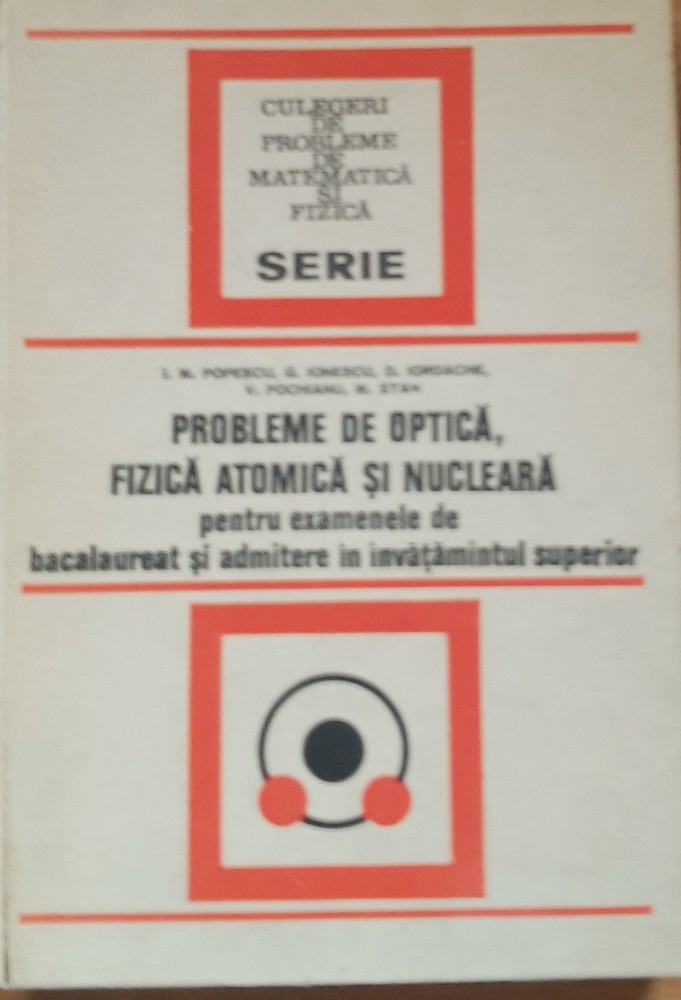 CULEGERI
DE
PROBLEME
DE
MATEMATICĂ
ȘI
FIZICĂ
SERIE
I. M. POPESCU, G. IONESCU, D. IORDACHE,
V. POCHIANU, N. STAN
PROBLEME DE OPTICĂ,
FIZICĂ ATOMICĂ ȘI NUCLEARĂ
pentru examenele de
bacalaureat și admitere in invățămintul superior